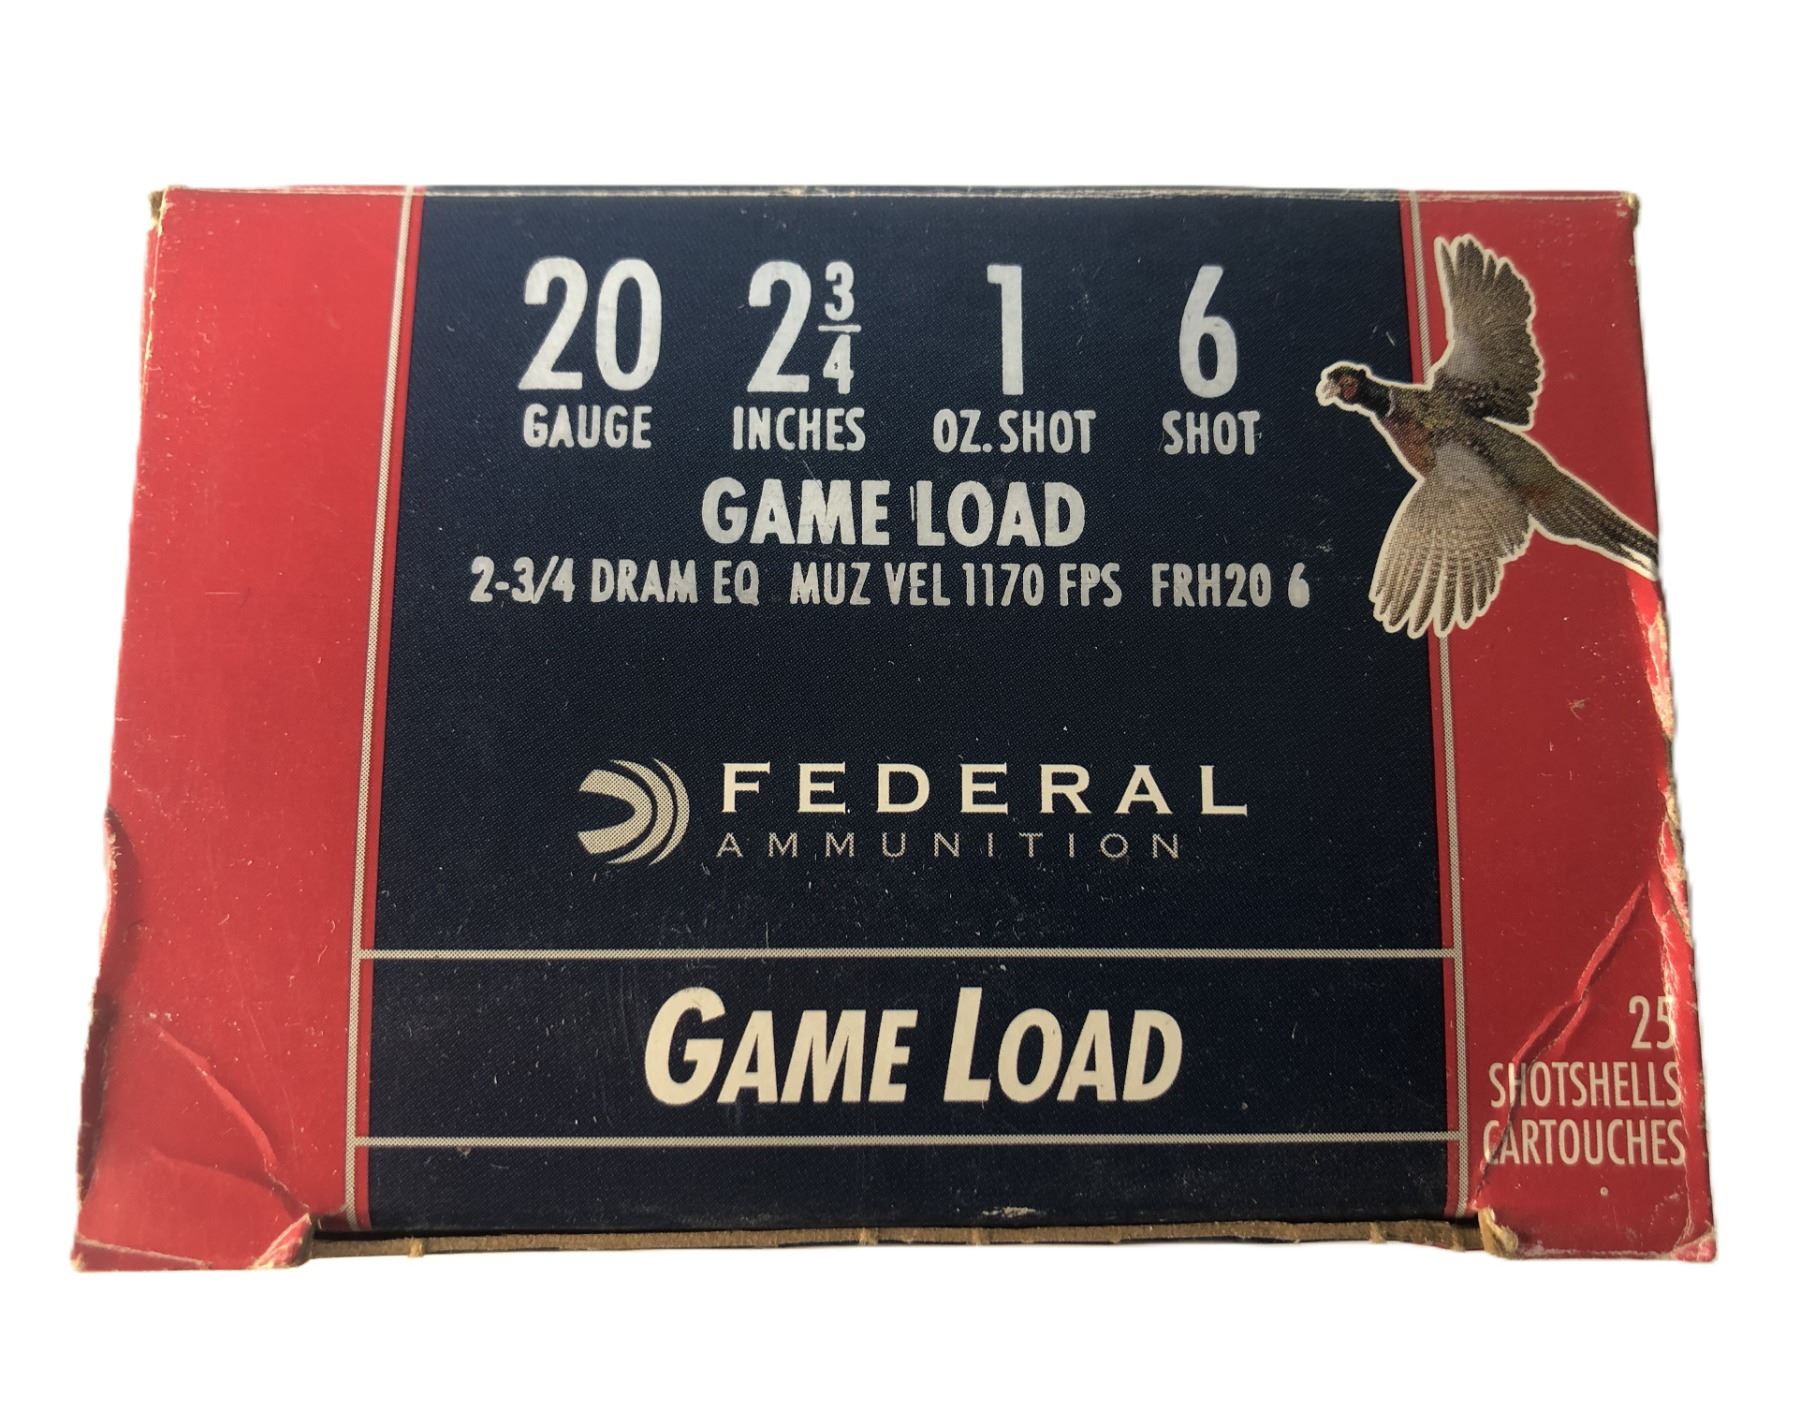 20 2 3/4 1 6
GAUGE INCHES OZ. SHOT SHOT
GAME LOAD
2-3/4 DRAM EQ MUZ VEL 1170 FPS FRH20 6
FEDERAL
AMMUNITION
GAME LOAD
25
SHOTSHELLS
CARTOUCHES